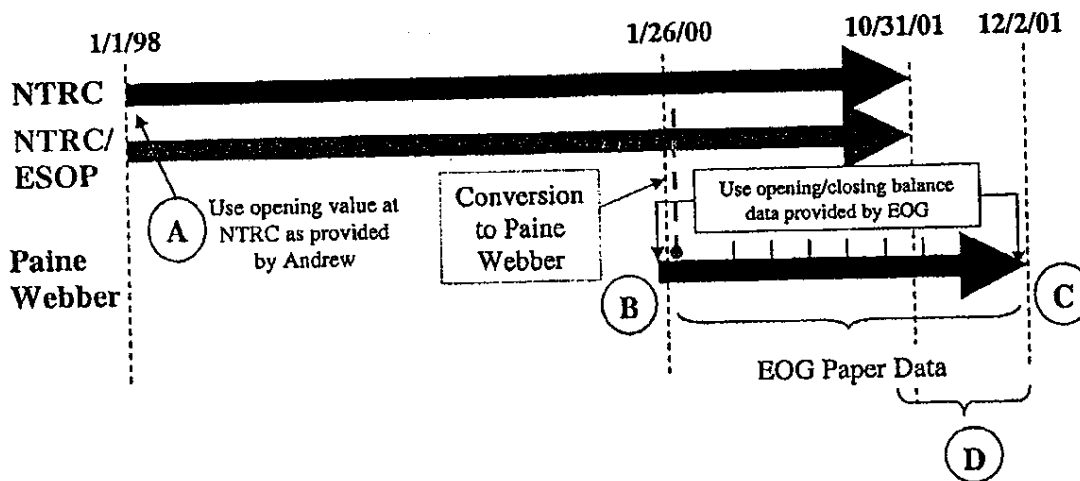 1/1/98
1/26/00
10/31/01
12/2/01
NTRC
NTRC/
ESOP
A
Use opening value at
NTRC as provided
by Andrew
Conversion
to Paine
Webber
Use opening/closing balance
data provided by EOG
Paine
Webber
B
C
EOG Paper Data
D